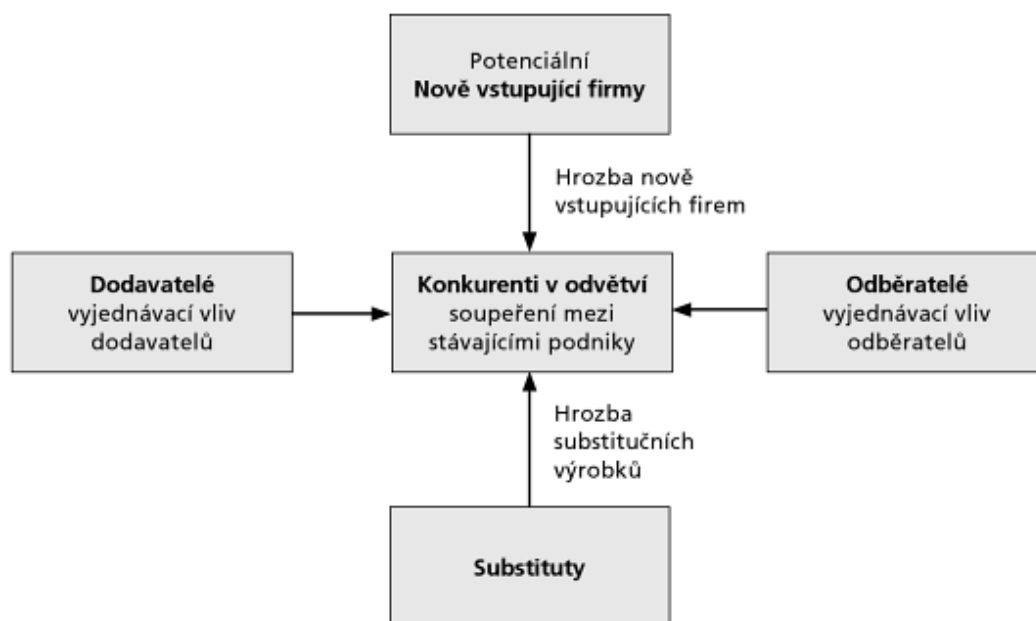 Potenciální
Nově vstupující firmy
Hrozba nově
vstupujících firem
Dodavatelé
vyjednávací vliv
dodavatelů
Konkurenti v odvětví
soupeření mezi
stávajícími podniky
Odběratelé
vyjednávací vliv
odběratelů
Hrozba
substitučních
výrobků
Substituty